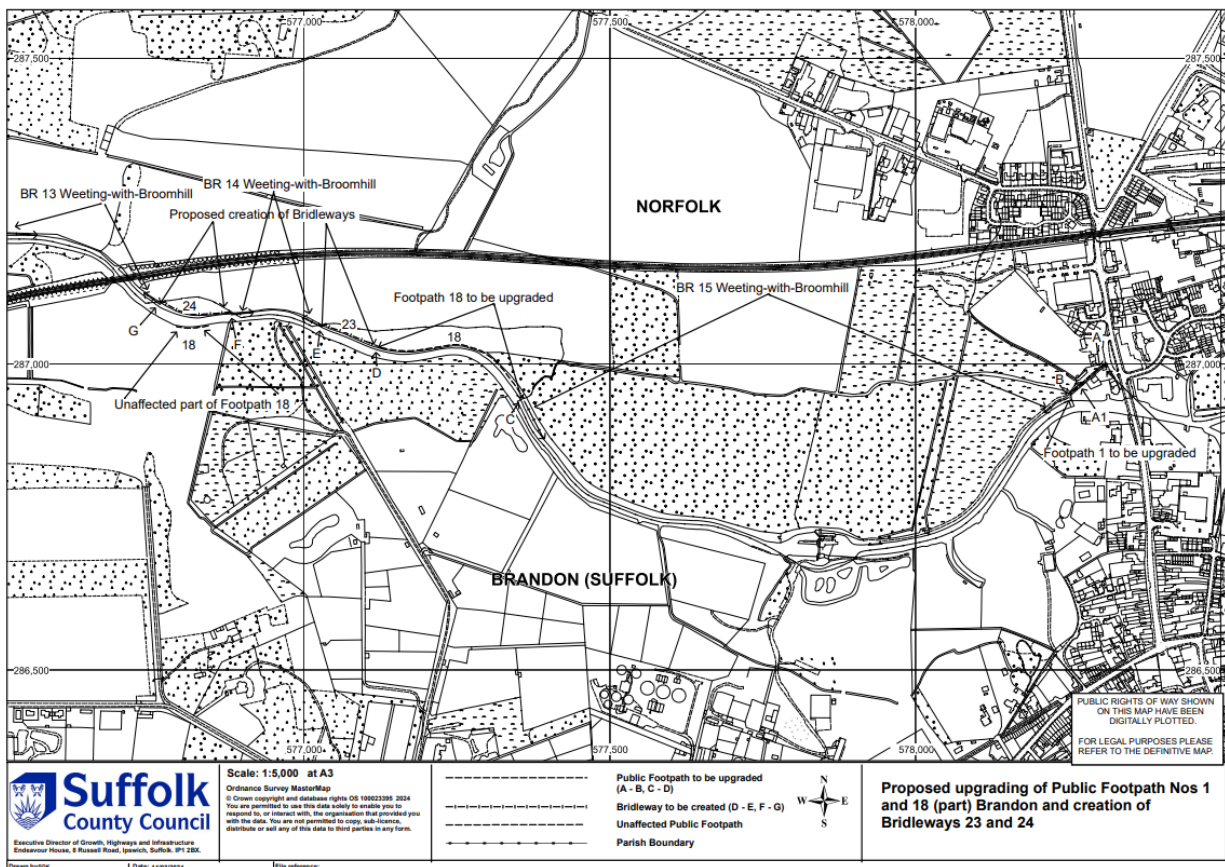 577,000
577,500
578,000
287,500
287,500
BR 13 Weeting-with-Broomhill
BR 14 Weeting-with-Broomhill
Proposed creation of Bridleways
NORFOLK
Footpath 18 to be upgraded
BR 15 Weeting-with-Broomhill
24
23
G
18
F
E
18
D
A
287,000
287,000
B
Unaffected part of Footpath 18
C
A1
Footpath 1 to be upgraded
BRANDON (SUFFOLK)
286,500
286,500
577,000
577,500
578,000
PUBLIC RIGHTS OF WAY SHOWN
ON THIS MAP HAVE BEEN
DIGITALLY PLOTTED.
FOR LEGAL PURPOSES PLEASE
REFER TO THE DEFINITIVE MAP.
Suffolk
County Council
Executive Director of Growth, Highways and Infrastructure
Endeavour House, 8 Russell Road, Ipswich, Suffolk. IP1 2BX.
Scale: 1:5,000 at A3
Ordnance Survey MasterMap
© Crown copyright and database rights OS 100023395 2024
You are permitted to use this data solely to enable you to
respond to, or interact with, the organisation that provided you
with the data. You are not permitted to copy, sub-licence,
distribute or sell any of this data to third parties in any form.
Public Footpath to be upgraded
(A - B, C - D)
Bridleway to be created (D - E, F - G)
Unaffected Public Footpath
Parish Boundary
N
W E
S
Proposed upgrading of Public Footpath Nos 1
and 18 (part) Brandon and creation of
Bridleways 23 and 24